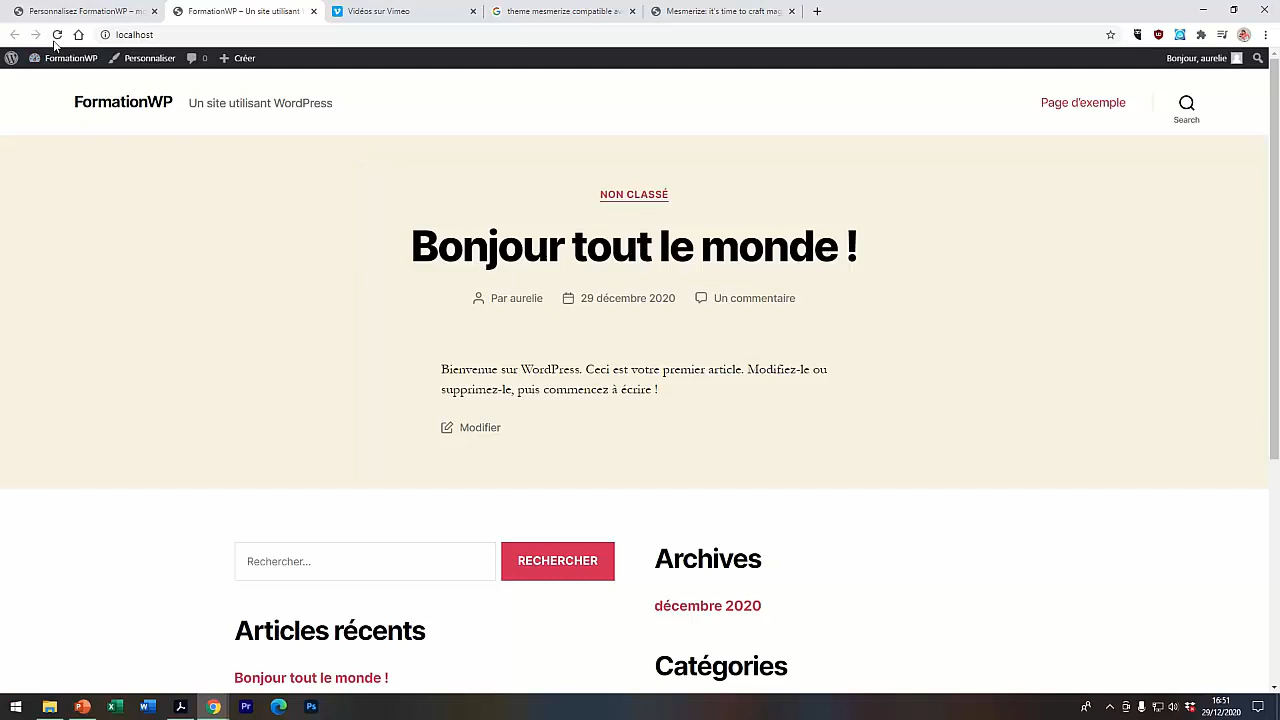 FormationWP – mo
FormationWP – Un site utilisant
Vidéos sur Vimeo
theme mesmerize compatible av
Mesmerize: it's time to craft mag
localhost
FormationWP
Personnaliser
0
Créer
Bonjour, aurelie
FormationWP
Un site utilisant WordPress
Page d'exemple
Search
NON CLASSÉ
Bonjour tout le monde !
Par aurelie
29 décembre 2020
Un commentaire
Bienvenue sur WordPress. Ceci est votre premier article. Modifiez-le ou
supprimez-le, puis commencez à écrire !
Modifier
Rechercher…
RECHERCHER
Archives
décembre 2020
Articles récents
Catégories
Bonjour tout le monde !
16:51
29/12/2020